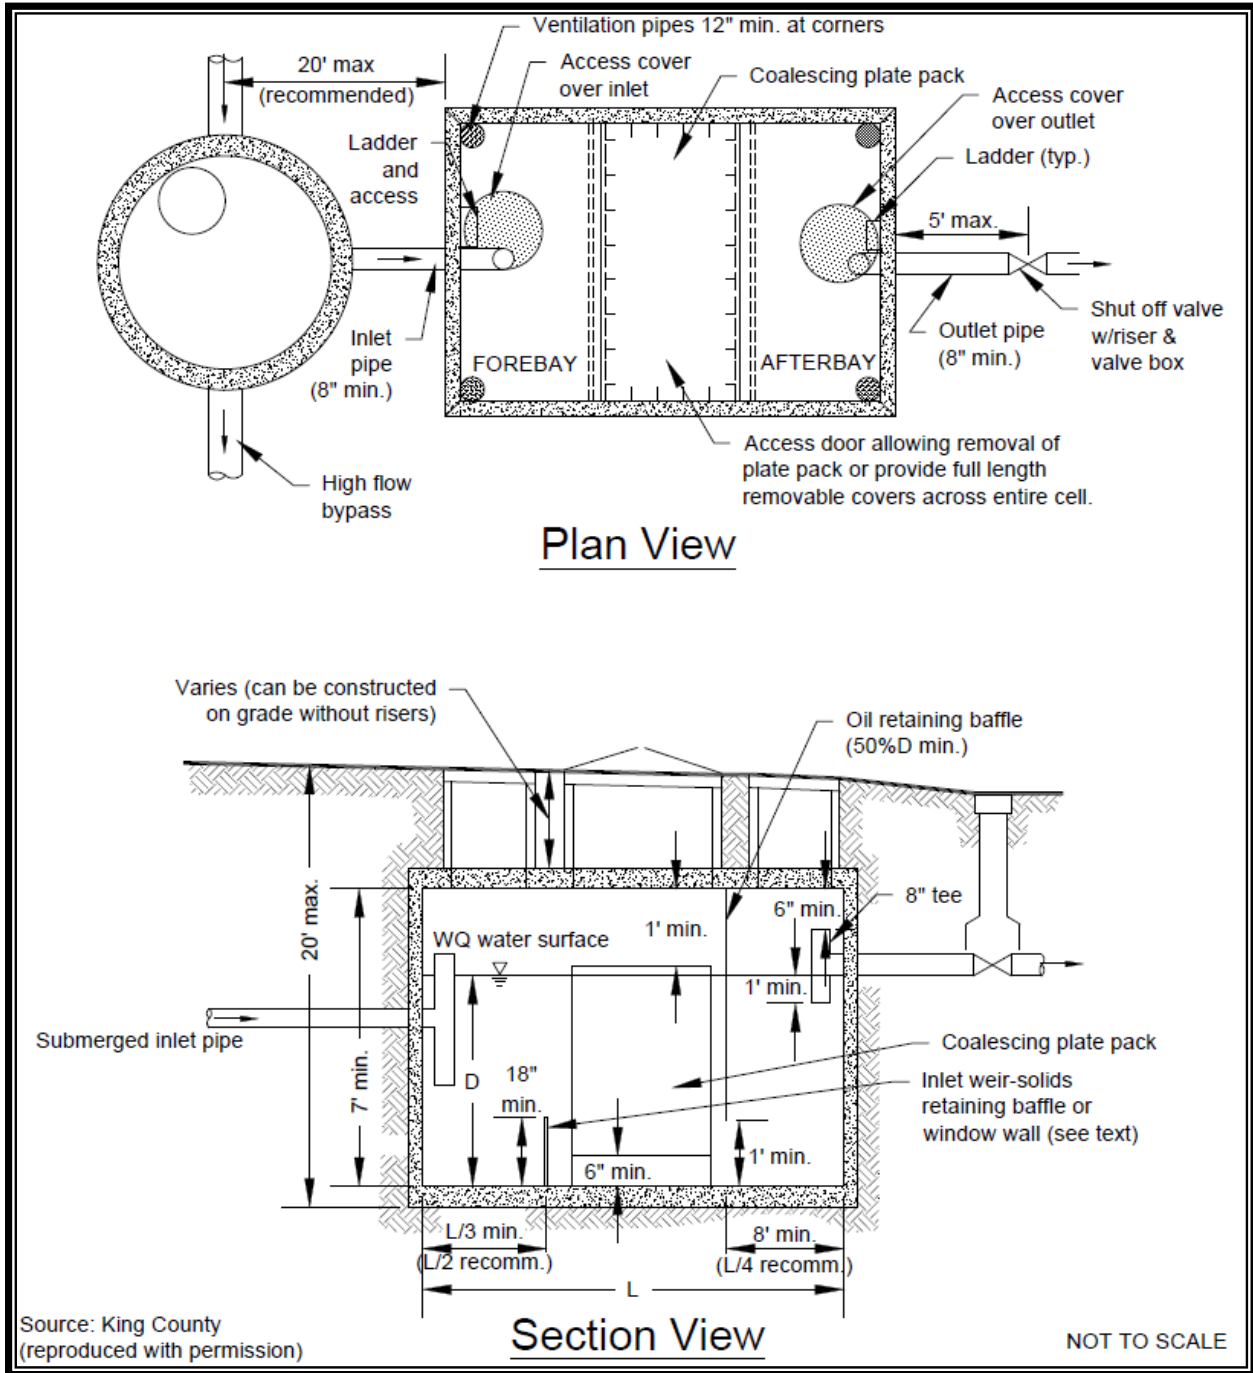 Ventilation pipes 12" min. at corners
20' max
(recommended)
Access cover
over inlet
Coalescing plate pack
Access cover
over outlet
Ladder
and
access
Ladder (typ.)
5' max.
Inlet
pipe
(8" min.)
FOREBAY
AFTERBAY
Outlet pipe
(8" min.)
Shut off valve
w/riser &
valve box
High flow
bypass
Access door allowing removal of
plate pack or provide full length
removable covers across entire cell.
Plan View
Varies (can be constructed
on grade without risers)
Oil retaining baffle
(50%D min.)
20' max.
7' min.
WQ water surface
1' min.
6" min.
8" tee
1' min.
Submerged inlet pipe
D
18"
min.
6" min.
1' min.
Coalescing plate pack
Inlet weir-solids
retaining baffle or
window wall (see text)
L/3 min.
(L/2 recomm.)
8' min.
(L/4 recomm.)
L
Source: King County
(reproduced with permission)
Section View
NOT TO SCALE